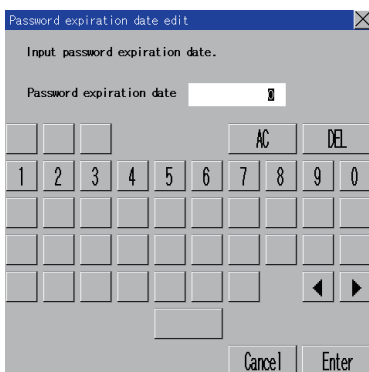 Password expiration date edit
Input password expiration date.
Password expiration date 0
AC DEL
1 2 3 4 5 6 7 8 9 0
Cancel Enter